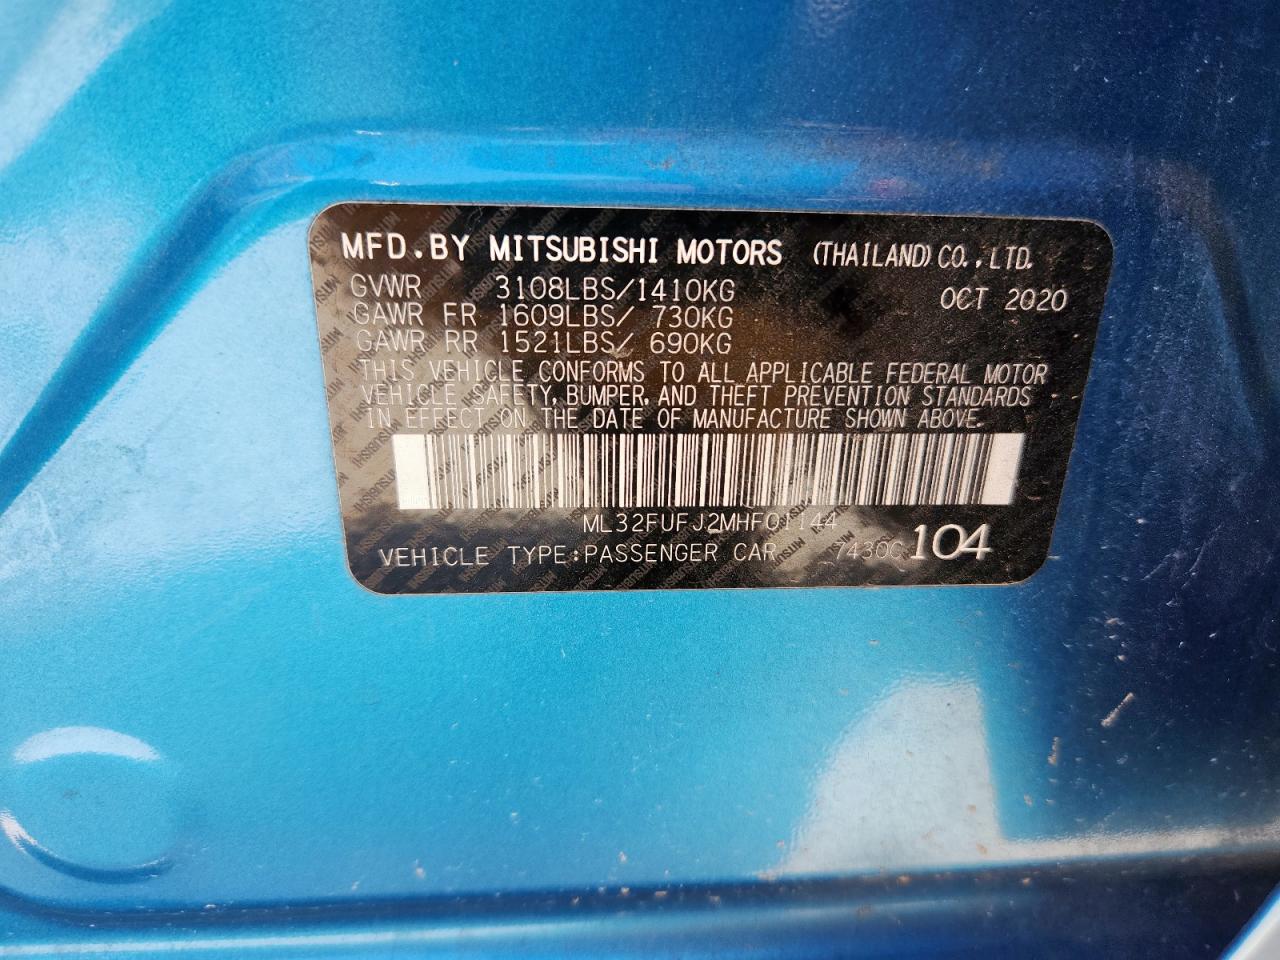 MFD.BY MITSUBISHI MOTORS (THAILAND) CO.,LTD.
GVWR 3108LBS/1410KG OCT 2020
GAWR FR 1609LBS/ 730KG
GAWR RR 1521LBS/ 690KG
THIS VEHICLE CONFORMS TO ALL APPLICABLE FEDERAL MOTOR
VEHICLE SAFETY, BUMPER, AND THEFT PREVENTION STANDARDS
IN EFFECT ON THE DATE OF MANUFACTURE SHOWN ABOVE.
ML32FUFJ2MHF01144
VEHICLE TYPE:PASSENGER CAR 7430C 104